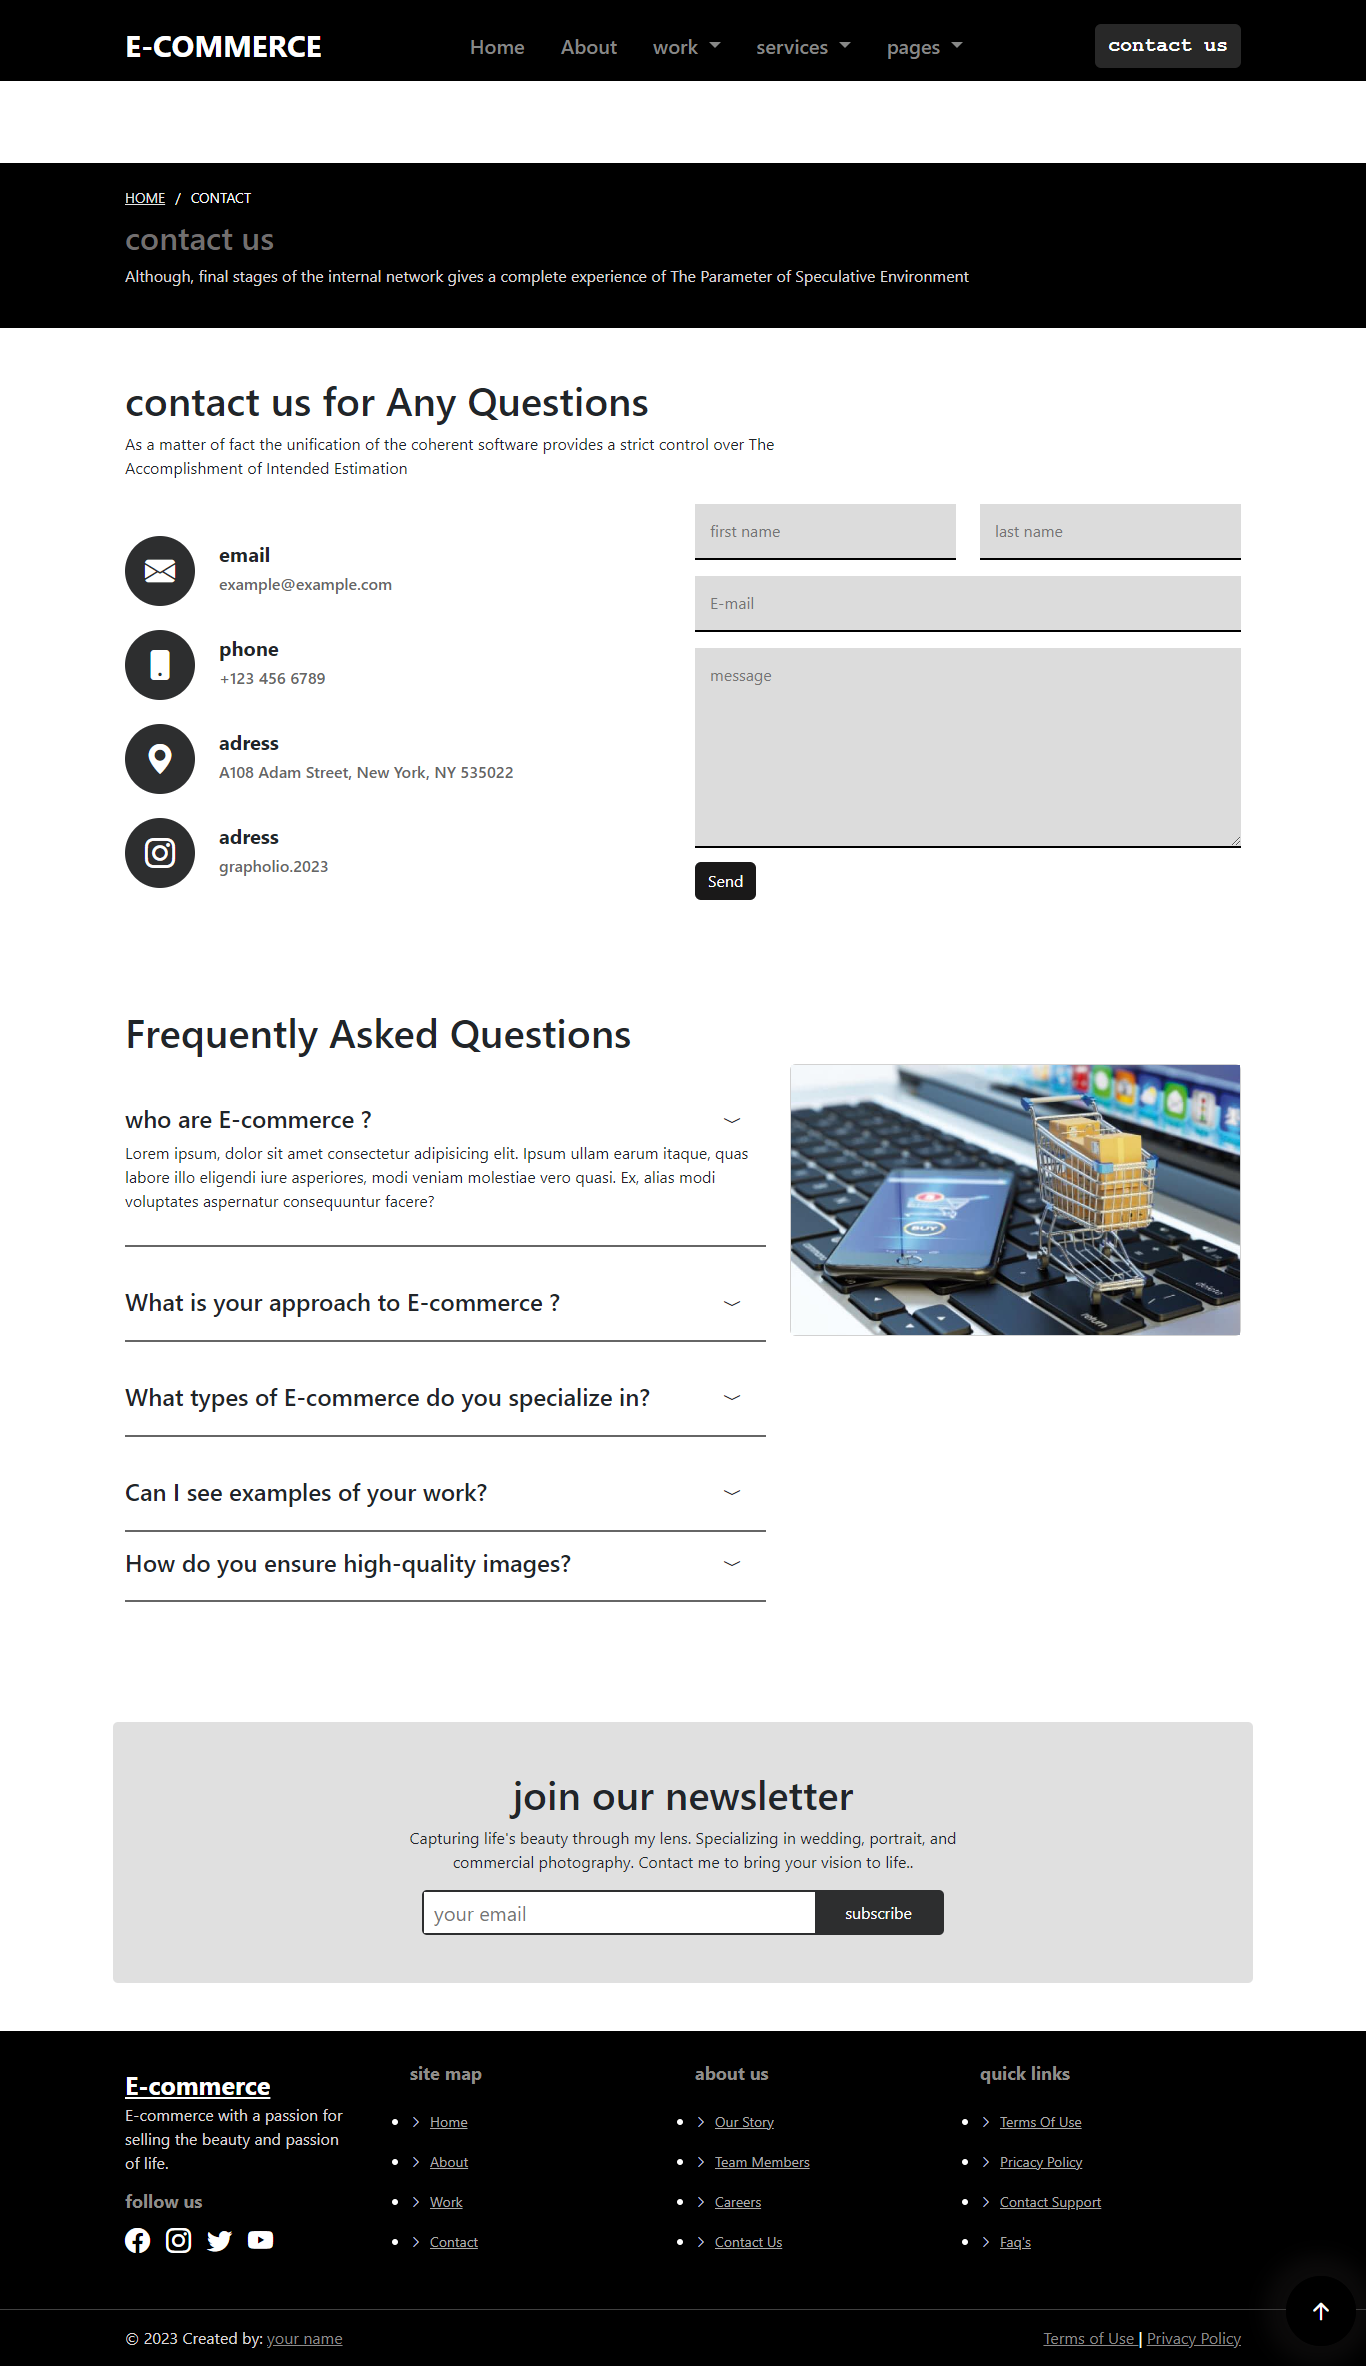 E-COMMERCE
Home About work services pages
contact us
HOME / CONTACT
contact us
Although, final stages of the internal network gives a complete experience of The Parameter of Speculative Environment
contact us for Any Questions
As a matter of fact the unification of the coherent software provides a strict control over The
Accomplishment of Intended Estimation
email
example@example.com
phone
+123 456 6789
adress
A108 Adam Street, New York, NY 535022
adress
grapholio.2023
first name
last name
E-mail
message
Send
Frequently Asked Questions
who are E-commerce ?
Lorem ipsum, dolor sit amet consectetur adipisicing elit. Ipsum ullam earum itaque, quas
labore illo eligendi iure asperiores, modi veniam molestiae vero quasi. Ex, alias modi
voluptates aspernatur consequuntur facere?
What is your approach to E-commerce ?
What types of E-commerce do you specialize in?
Can I see examples of your work?
How do you ensure high-quality images?
BUY
delete
return
join our newsletter
Capturing life's beauty through my lens. Specializing in wedding, portrait, and
commercial photography. Contact me to bring your vision to life..
your email
subscribe
E-commerce
E-commerce with a passion for
selling the beauty and passion
of life.
follow us
site map
Home
About
Work
Contact
about us
Our Story
Team Members
Careers
Contact Us
quick links
Terms Of Use
Pricacy Policy
Contact Support
Faq's
© 2023 Created by: your name
Terms of Use | Privacy Policy